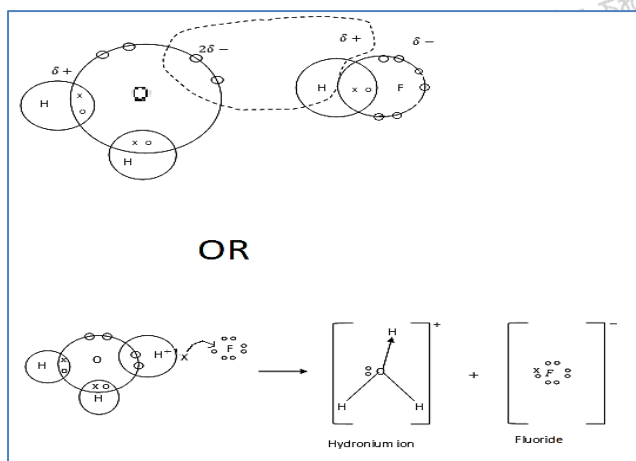 δ+ 2δ− δ+ δ−
H x o O H x o F
x o
H
OR
H x o O H+ x F
x o
H
[H O H H]+ + [x F]−
Hydronium ion Fluoride